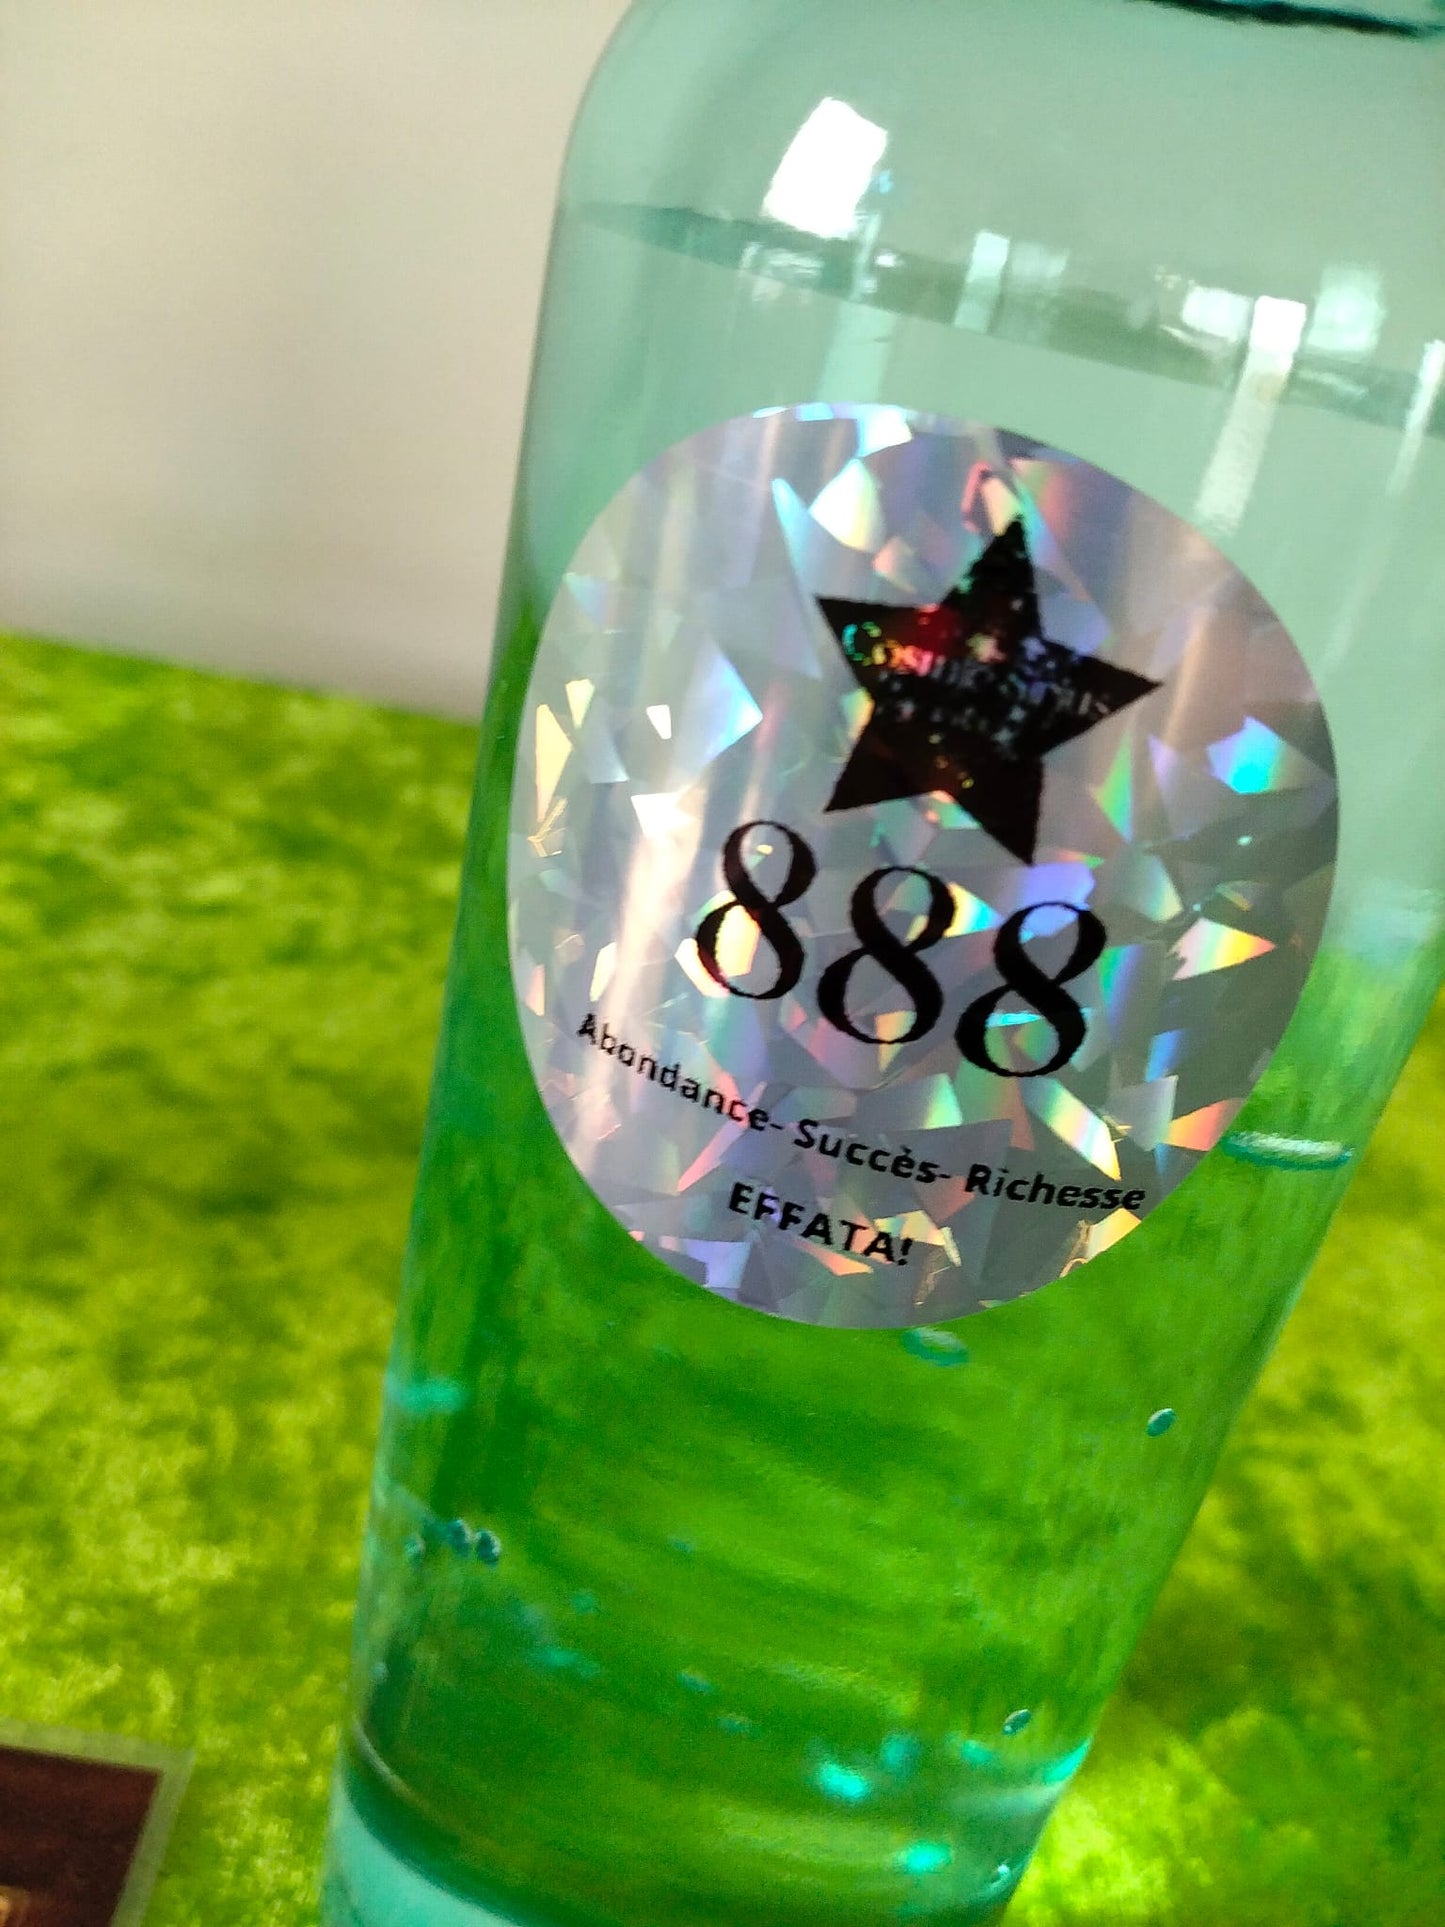 888
Abondance- Succès- Richesse
EFFATA!